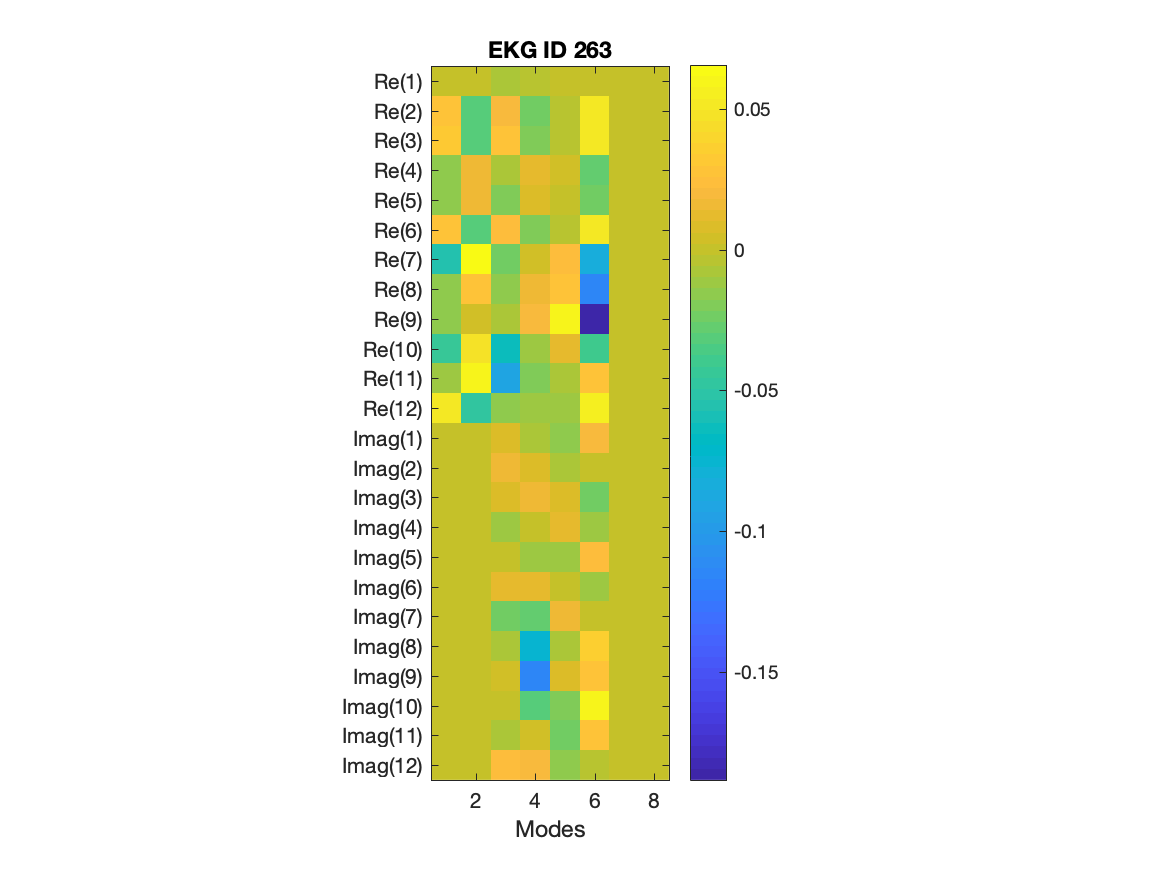 EKG ID 263
Re(1)
Re(2)
Re(3)
Re(4)
Re(5)
Re(6)
Re(7)
Re(8)
Re(9)
Re(10)
Re(11)
Re(12)
Imag(1)
Imag(2)
Imag(3)
Imag(4)
Imag(5)
Imag(6)
Imag(7)
Imag(8)
Imag(9)
Imag(10)
Imag(11)
Imag(12)
2 4 6 8
Modes
0.05
0
-0.05
-0.1
-0.15